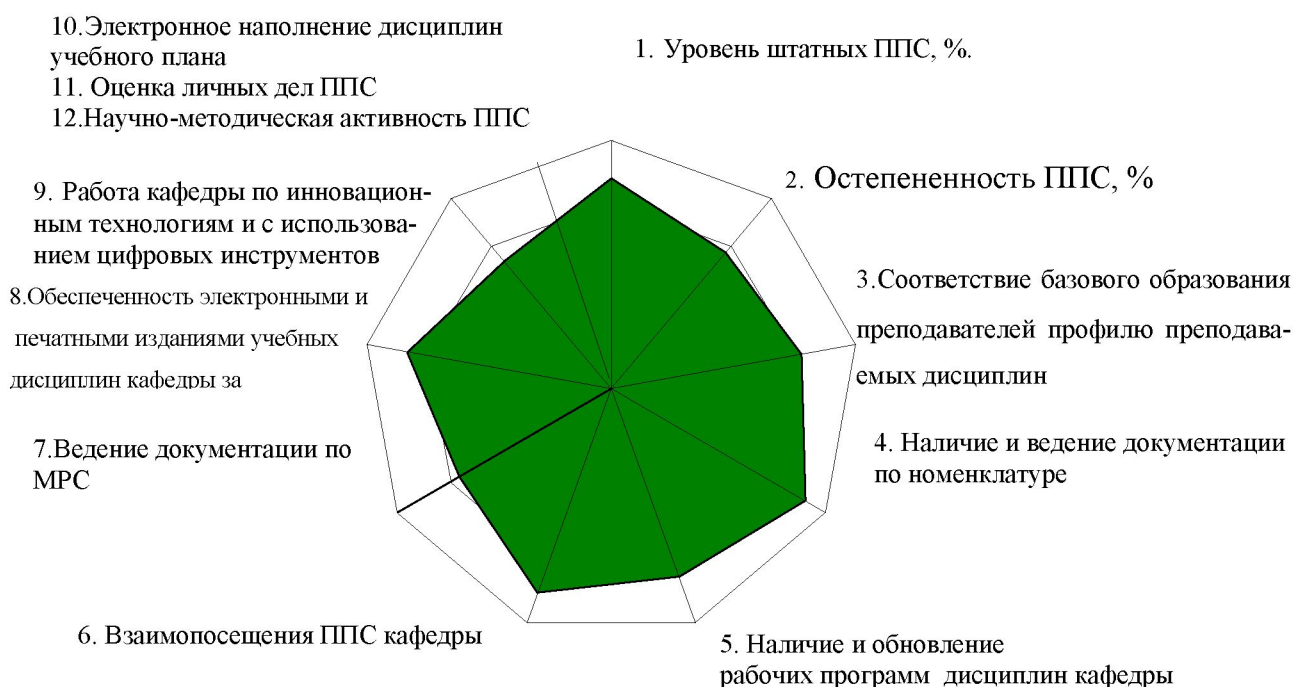 10.Электронное наполнение дисциплин
учебного плана
11. Оценка личных дел ППС
12.Научно-методическая активность ППС
1. Уровень штатных ППС, %.
2. Остепененность ППС, %
3.Соответствие базового образования
преподавателей профилю преподава-
емых дисциплин
4. Наличие и ведение документации
по номенклатуре
5. Наличие и обновление
рабочих программ дисциплин кафедры
6. Взаимопосещения ППС кафедры
7.Ведение документации по
МРС
8.Обеспеченность электронными и
печатными изданиями учебных
дисциплин кафедры за
9. Работа кафедры по инновацион-
ным технологиям и с использова-
нием цифровых инструментов